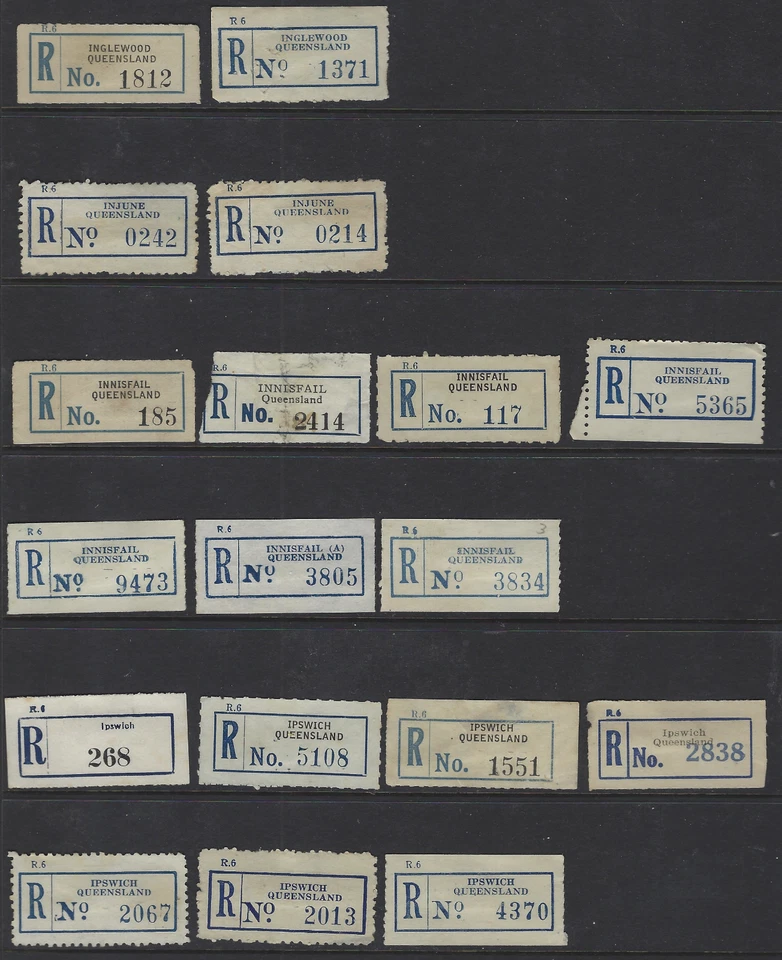 R.6
INGLEWOOD
QUEENSLAND
R No. 1812
R 6
INGLEWOOD
QUEENSLAND
R Nº 1371
R.6
INJUNE
QUEENSLAND
R Nº 0242
R.6
INJUNE
QUEENSLAND
R Nº 0214
R.6
INNISFAIL
QUEENSLAND
R No. 185
R.6
INNISFAIL
Queensland
R No. 2414
R.6
INNISFAIL
QUEENSLAND
R No. 117
R.6
INNISFAIL
QUEENSLAND
R Nº 5365
R 6
INNISFAIL
QUEENSLAND
R Nº 9473
R.6
INNISFAIL (A)
QUEENSLAND
R Nº 3805
R 6
3
INNISFAIL
QUEENSLAND
R Nº 3834
R.6
Ipswich
R 268
R.6
IPSWICH
QUEENSLAND
R No. 5108
R.6
IPSWICH
QUEENSLAND
R No. 1551
R.6
Ipswich
Queensland
R No. 2838
R.6
IPSWICH
QUEENSLAND
R Nº 2067
R.6
IPSWICH
QUEENSLAND
R Nº 2013
R.6
IPSWICH
QUEENSLAND
R Nº 4370